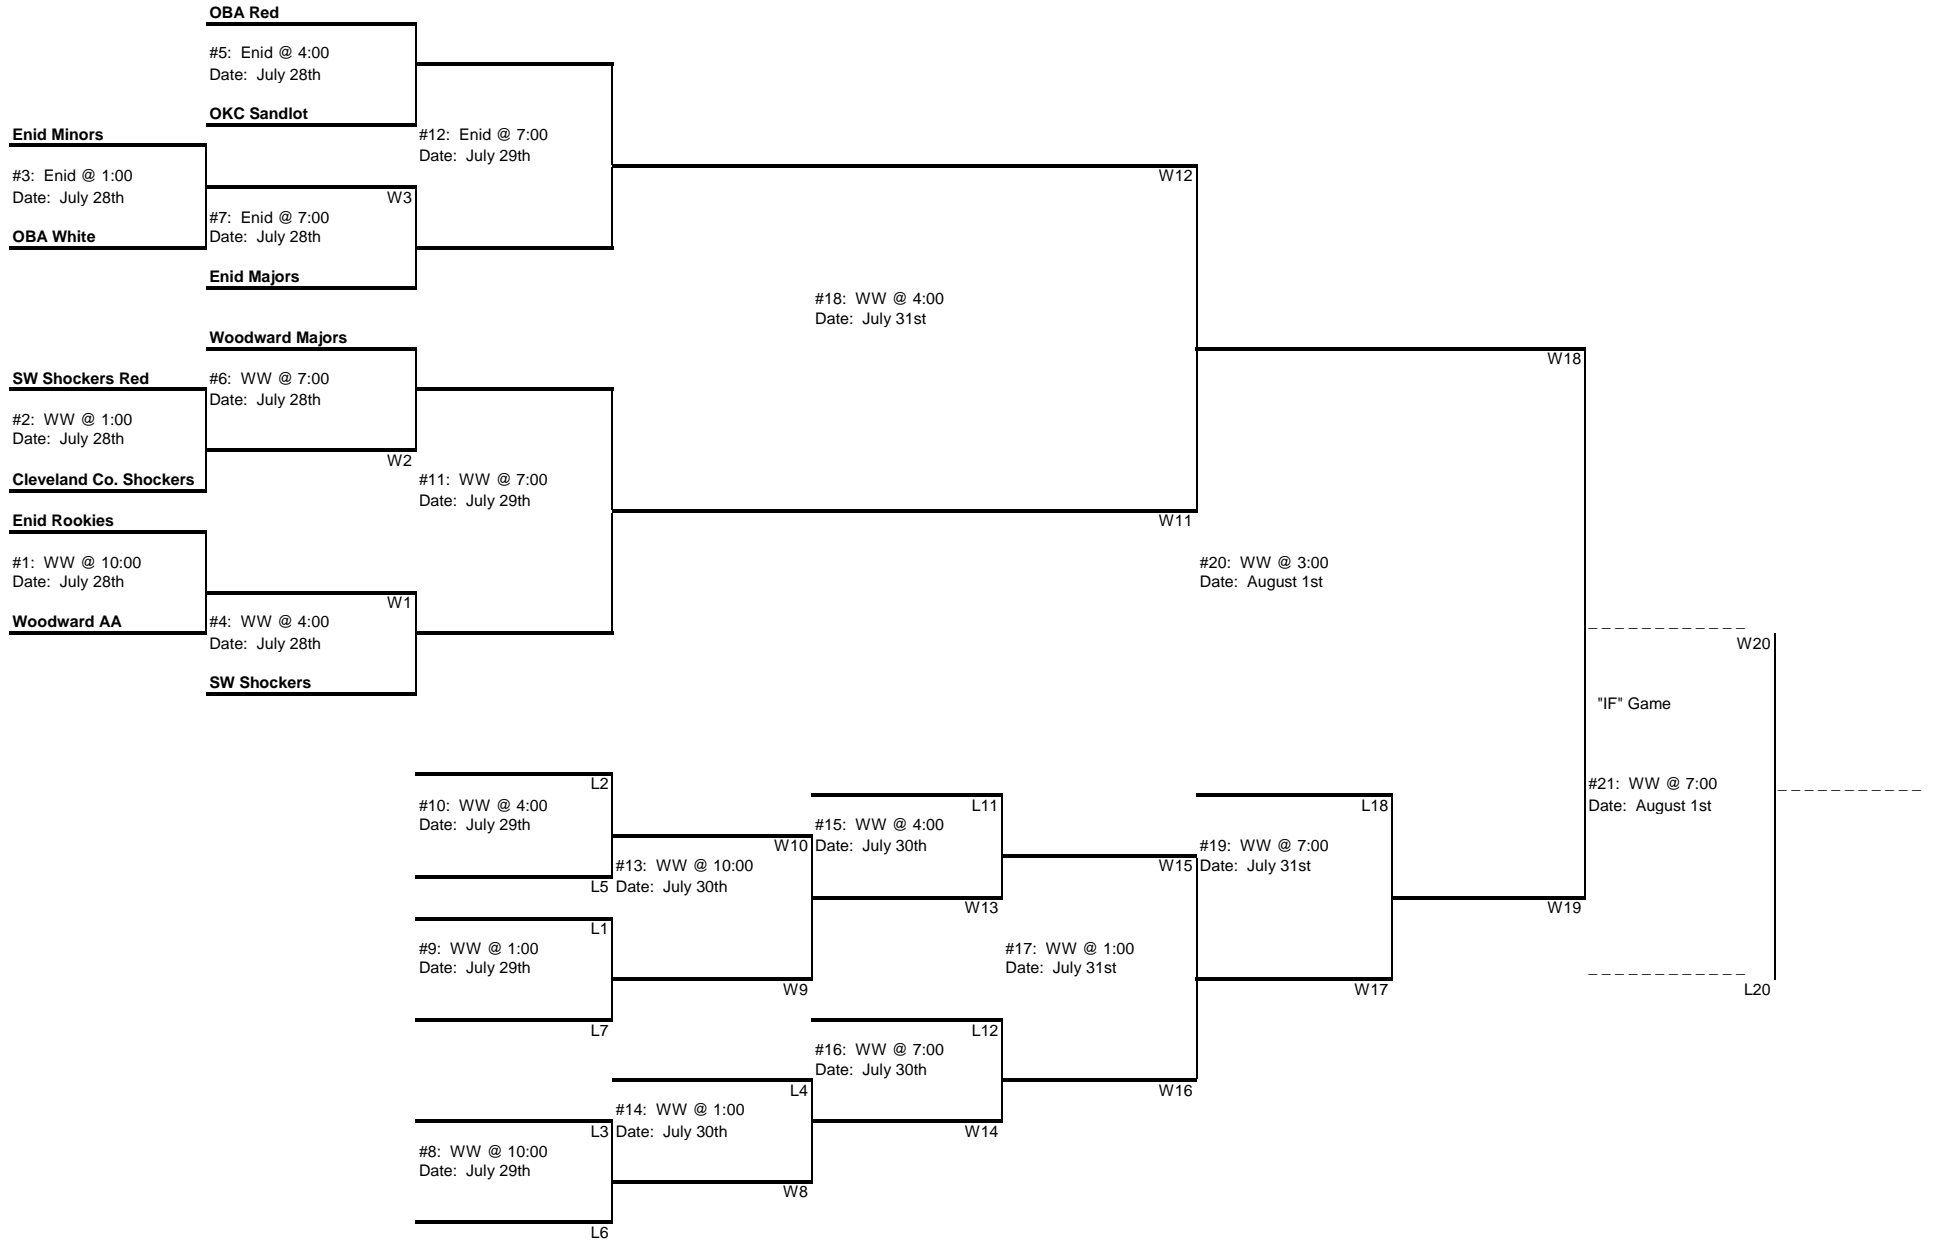 OBA Red
#5: Enid @ 4:00
Date: July 28th
OKC Sandlot
Enid Minors
#12: Enid @ 7:00
Date: July 29th
#3: Enid @ 1:00
Date: July 28th
W12
W3
#7: Enid @ 7:00
OBA White
Date: July 28th
Enid Majors
#18: WW @ 4:00
Date: July 31st
Woodward Majors
W18
SW Shockers Red
#6: WW @ 7:00
Date: July 28th
#2: WW @ 1:00
Date: July 28th
W2
Cleveland Co. Shockers
#11: WW @ 7:00
Date: July 29th
Enid Rookies
W11
#1: WW @ 10:00
Date: July 28th
#20: WW @ 3:00
Date: August 1st
W1
Woodward AA
#4: WW @ 4:00
Date: July 28th
W20
SW Shockers
"IF" Game
L2
#21: WW @ 7:00
Date: August 1st
#10: WW @ 4:00
Date: July 29th
L11
L18
#15: WW @ 4:00
Date: July 30th
W10
#19: WW @ 7:00
Date: July 31st
#13: WW @ 10:00
Date: July 30th
W15
L5
W13
W19
L1
#9: WW @ 1:00
Date: July 29th
#17: WW @ 1:00
Date: July 31st
W9
W17
L20
L7
L12
#16: WW @ 7:00
Date: July 30th
L4
W16
#14: WW @ 1:00
Date: July 30th
L3
W14
#8: WW @ 10:00
Date: July 29th
W8
L6